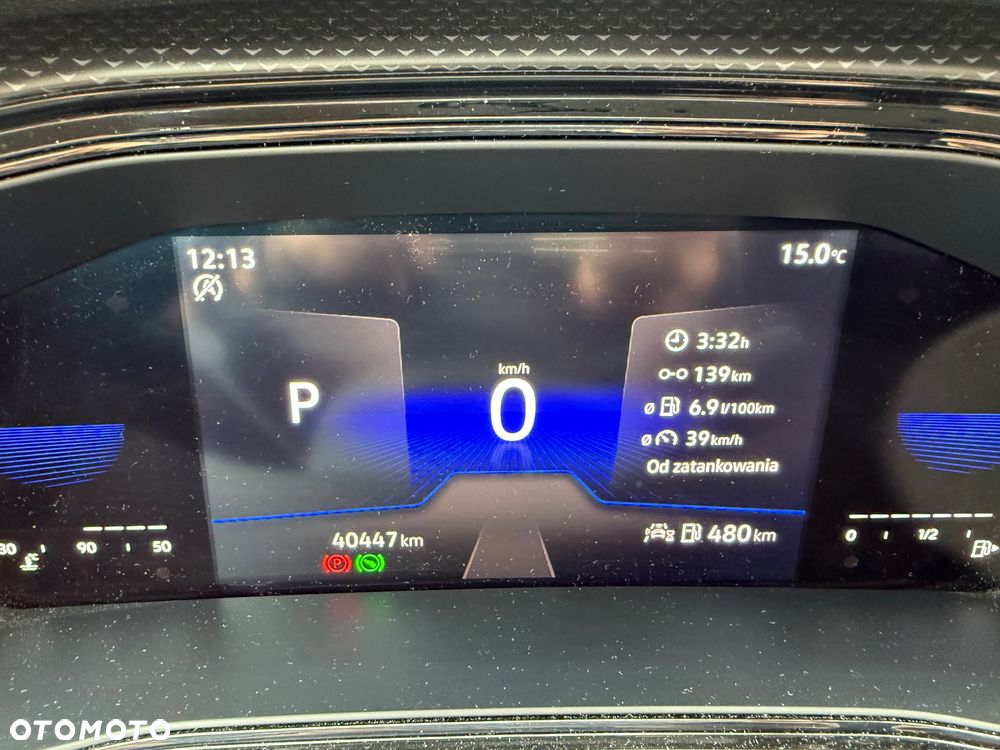 12:13
15.0°C
P
km/h
0
3:32h
139km
ø 6.9l/100km
ø 39km/h
Od zatankowania
90 50
0 1/2
40447km
480km
P
OTOMOTO